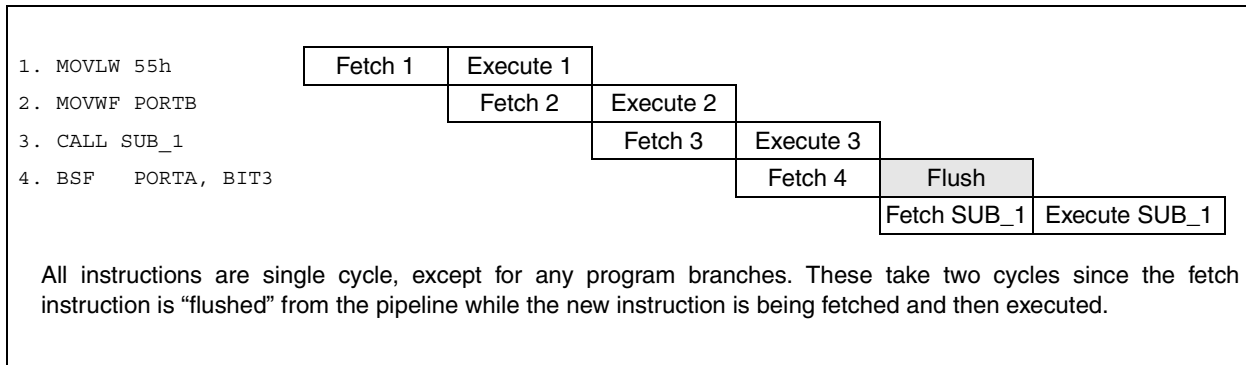 1. MOVLW 55h Fetch 1 Execute 1
2. MOVWF PORTB Fetch 2 Execute 2
3. CALL SUB_1 Fetch 3 Execute 3
4. BSF PORTA, BIT3 Fetch 4 Flush
Fetch SUB_1 Execute SUB_1
All instructions are single cycle, except for any program branches. These take two cycles since the fetch
instruction is “flushed” from the pipeline while the new instruction is being fetched and then executed.